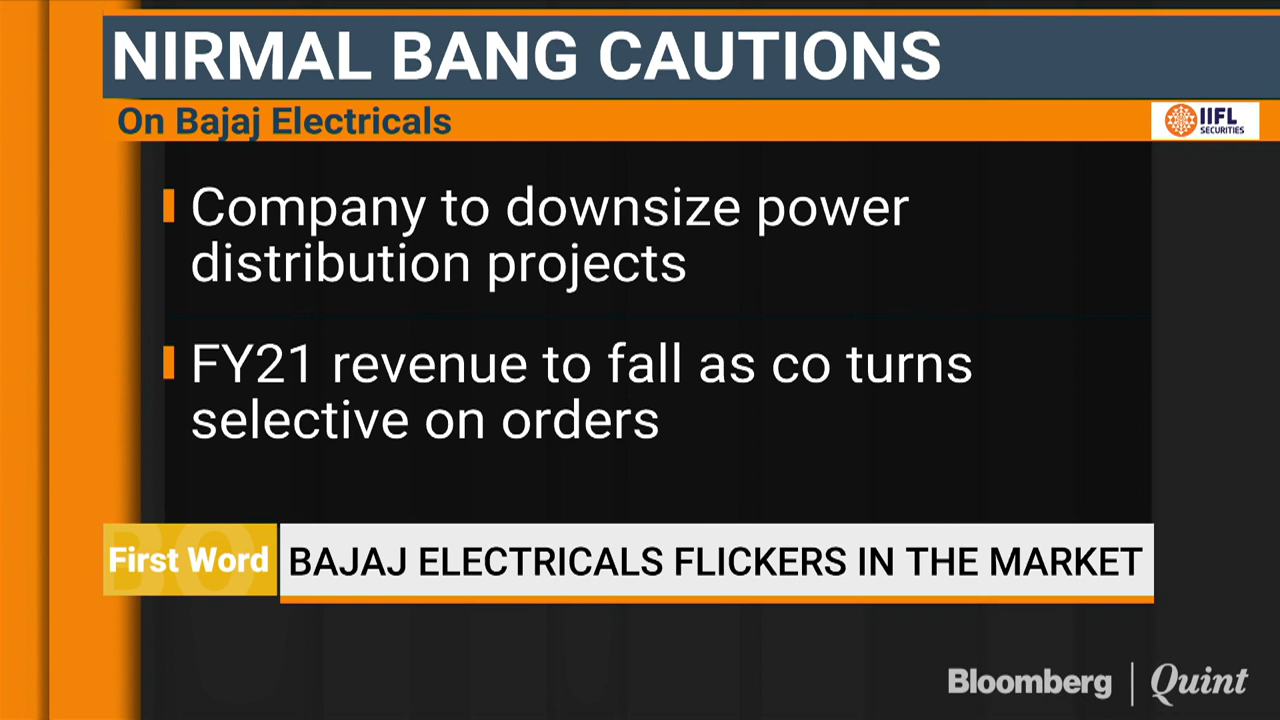 NIRMAL BANG CAUTIONS
On Bajaj Electricals
IIFL
SECURITIES
Company to downsize power
distribution projects
FY21 revenue to fall as co turns
selective on orders
First Word
BAJAJ ELECTRICALS FLICKERS IN THE MARKET
Bloomberg | Quint